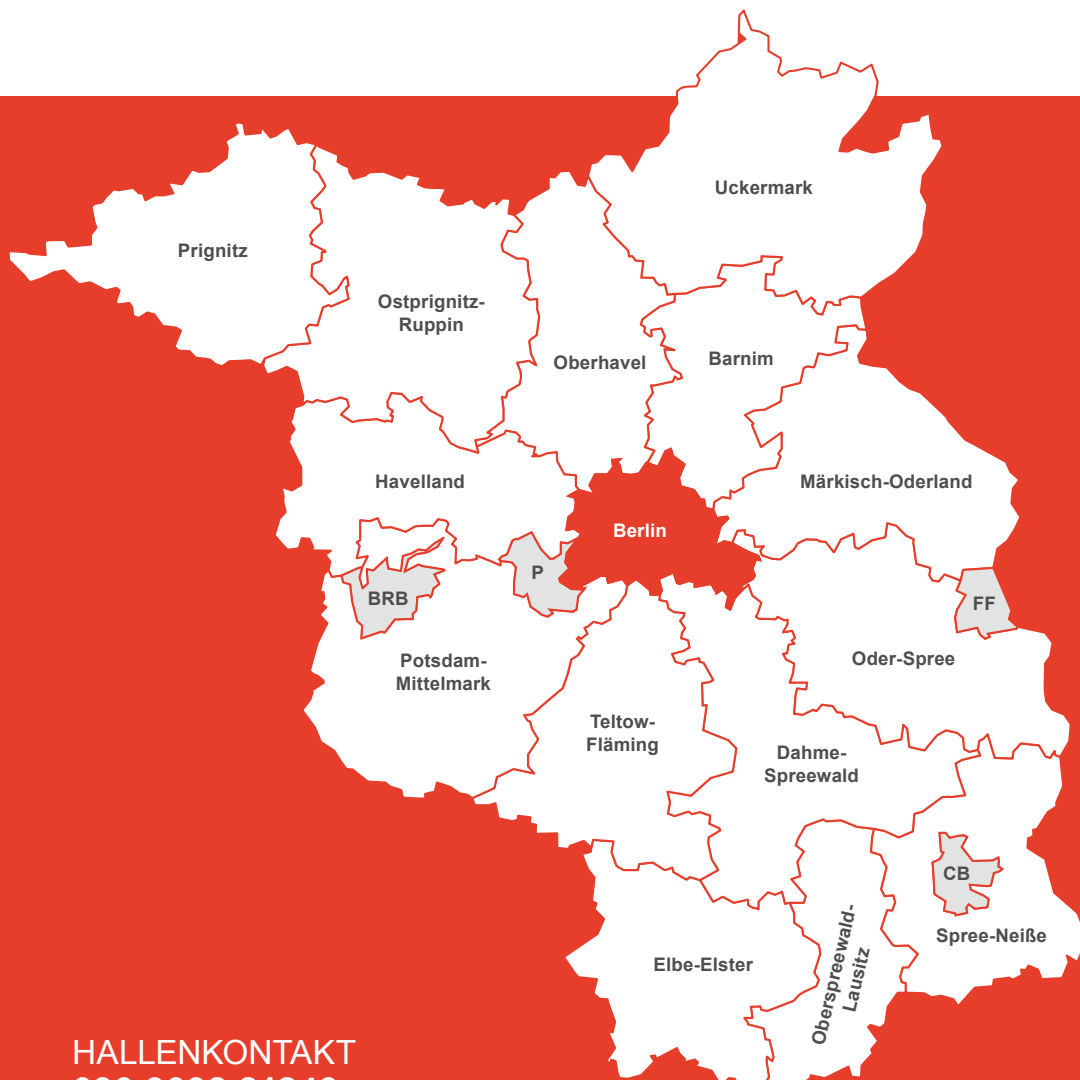 Uckermark
Prignitz
Ostprignitz-
Ruppin
Oberhavel
Barnim
Havelland
Märkisch-Oderland
Berlin
P
BRB
FF
Potsdam-
Mittelmark
Oder-Spree
Teltow-
Fläming
Dahme-
Spreewald
CB
Spree-Neiße
Elbe-Elster
Oberspreewald-
Lausitz
HALLENKONTAKT